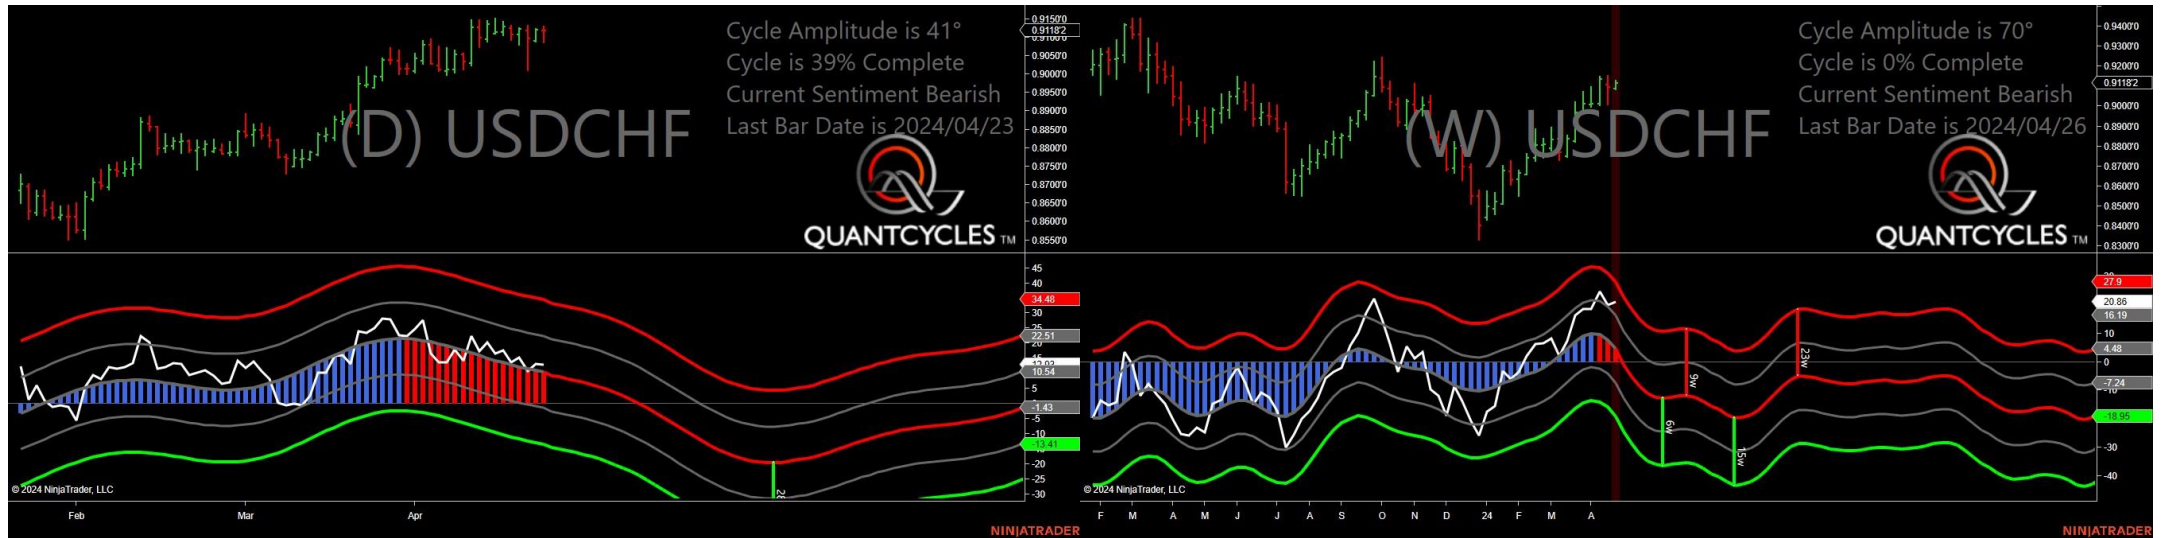 Cycle Amplitude is 41°
Cycle is 39% Complete
Current Sentiment Bearish
Last Bar Date is 2024/04/23
(D) USDCHF
QUANTCYCLES TM
0.9150'0
0.9118'2
0.9100'0
0.9050'0
0.9000'0
0.8950'0
0.8900'0
0.8850'0
0.8800'0
0.8750'0
0.8700'0
0.8650'0
0.8600'0
0.8550'0
45
40
34.48
30
22.51
10.54
5
-1.43
-5
-10
-13.41
-20
-25
-30
© 2024 NinjaTrader, LLC
Feb
Mar
Apr
NINJATRADER
Cycle Amplitude is 70°
Cycle is 0% Complete
Current Sentiment Bearish
Last Bar Date is 2024/04/26
(W) USDCHF
QUANTCYCLES TM
0.9400'0
0.9300'0
0.9200'0
0.9118'2
0.9000'0
0.8900'0
0.8800'0
0.8700'0
0.8600'0
0.8500'0
0.8400'0
0.8300'0
27.9
20.86
16.19
10
4.48
0
-7.24
-10
-18.95
-30
-40
6w
9w
15w
23w
© 2024 NinjaTrader, LLC
F M A M J J A S O N D 24 F M A
NINJATRADER